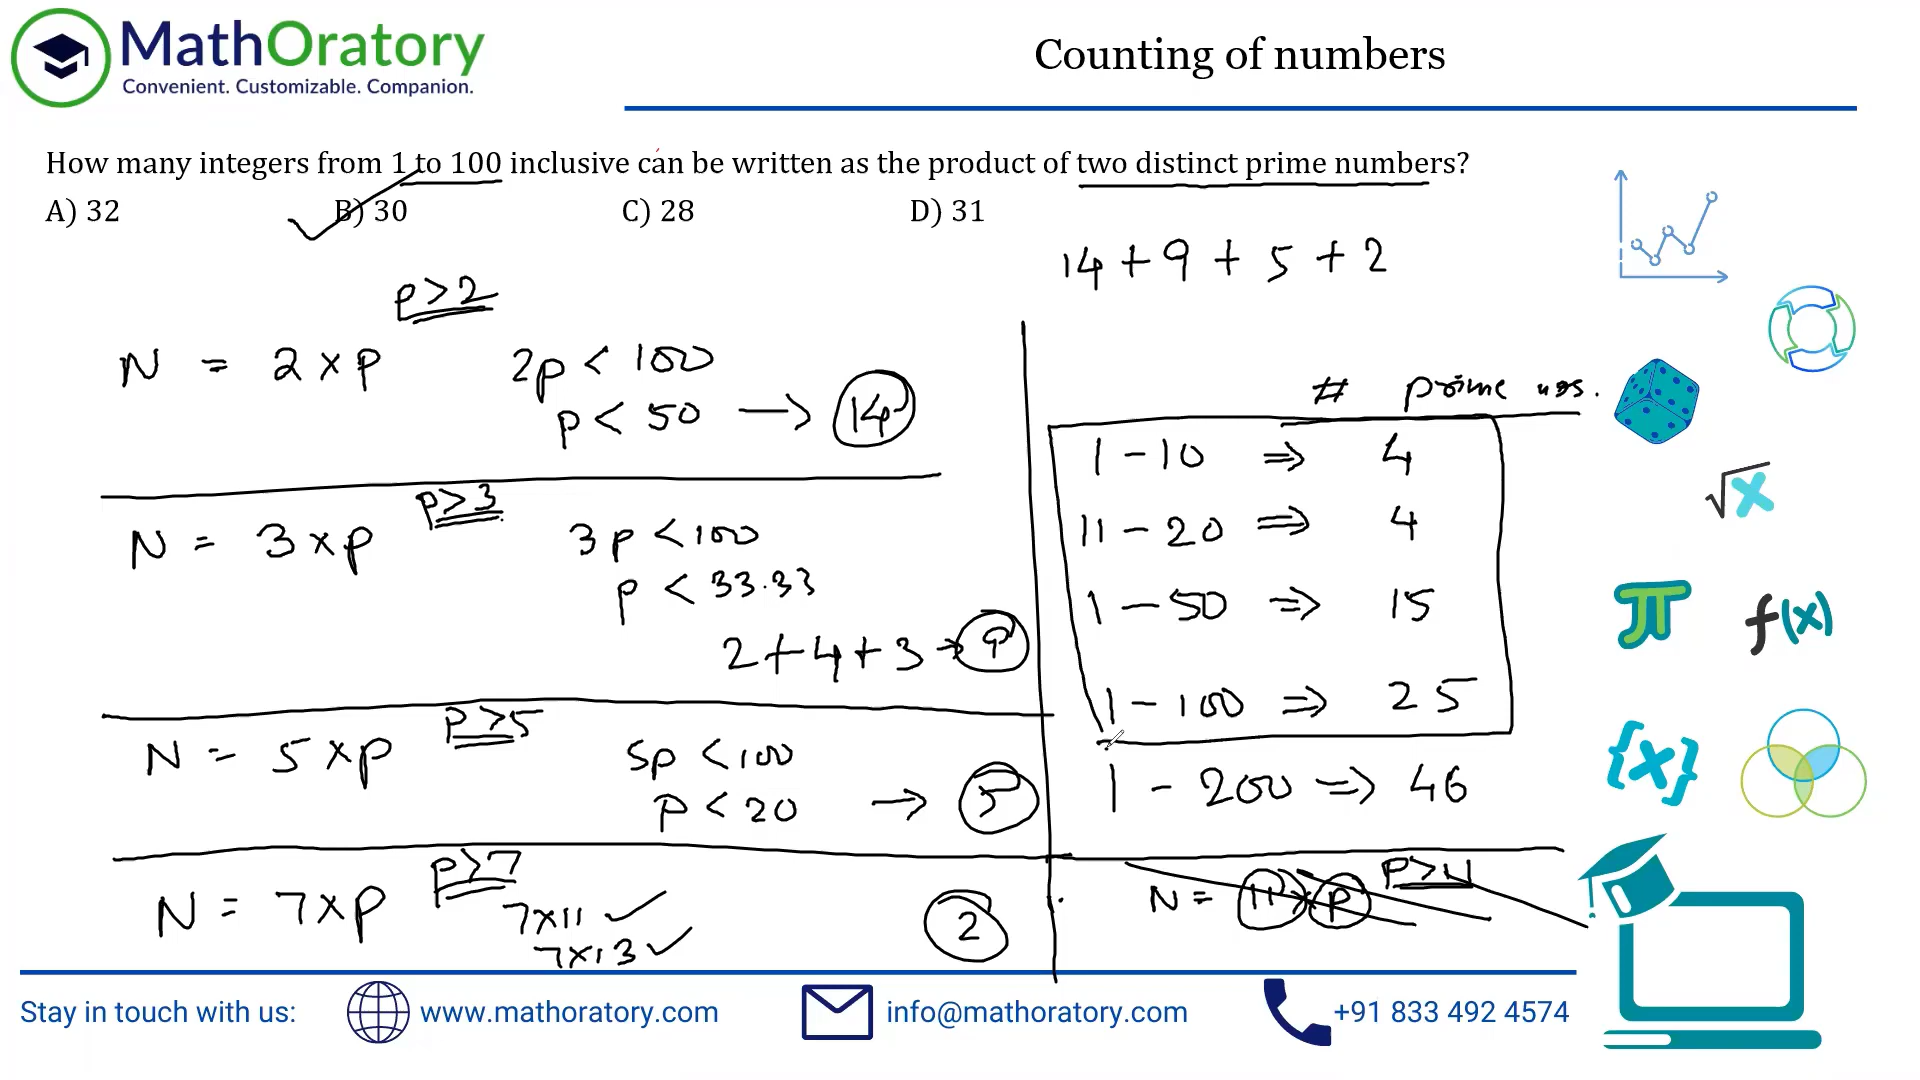 MathOratory
Convenient. Customizable. Companion.
Counting of numbers
How many integers from 1 to 100 inclusive can be written as the product of two distinct prime numbers?
A) 32 B) 30 C) 28 D) 31
14 + 9 + 5 + 2
p > 2
N = 2 × p 2p < 100
p < 50 → 14
p > 3
N = 3 × p 3p < 100
p < 33.33
2 + 4 + 3 → 9
p > 5
N = 5 × p 5p < 100
p < 20 → 5
p > 7
N = 7 × p 7×11 ✓
7×13 ✓
2
# prime nos.
1 – 10 ⇒ 4
11 – 20 ⇒ 4
1 – 50 ⇒ 15
1 – 100 ⇒ 25
1 – 200 ⇒ 46
p > 11
N = 11 × p
√x
π f(x)
{x}
Stay in touch with us: www.mathoratory.com info@mathoratory.com +91 833 492 4574